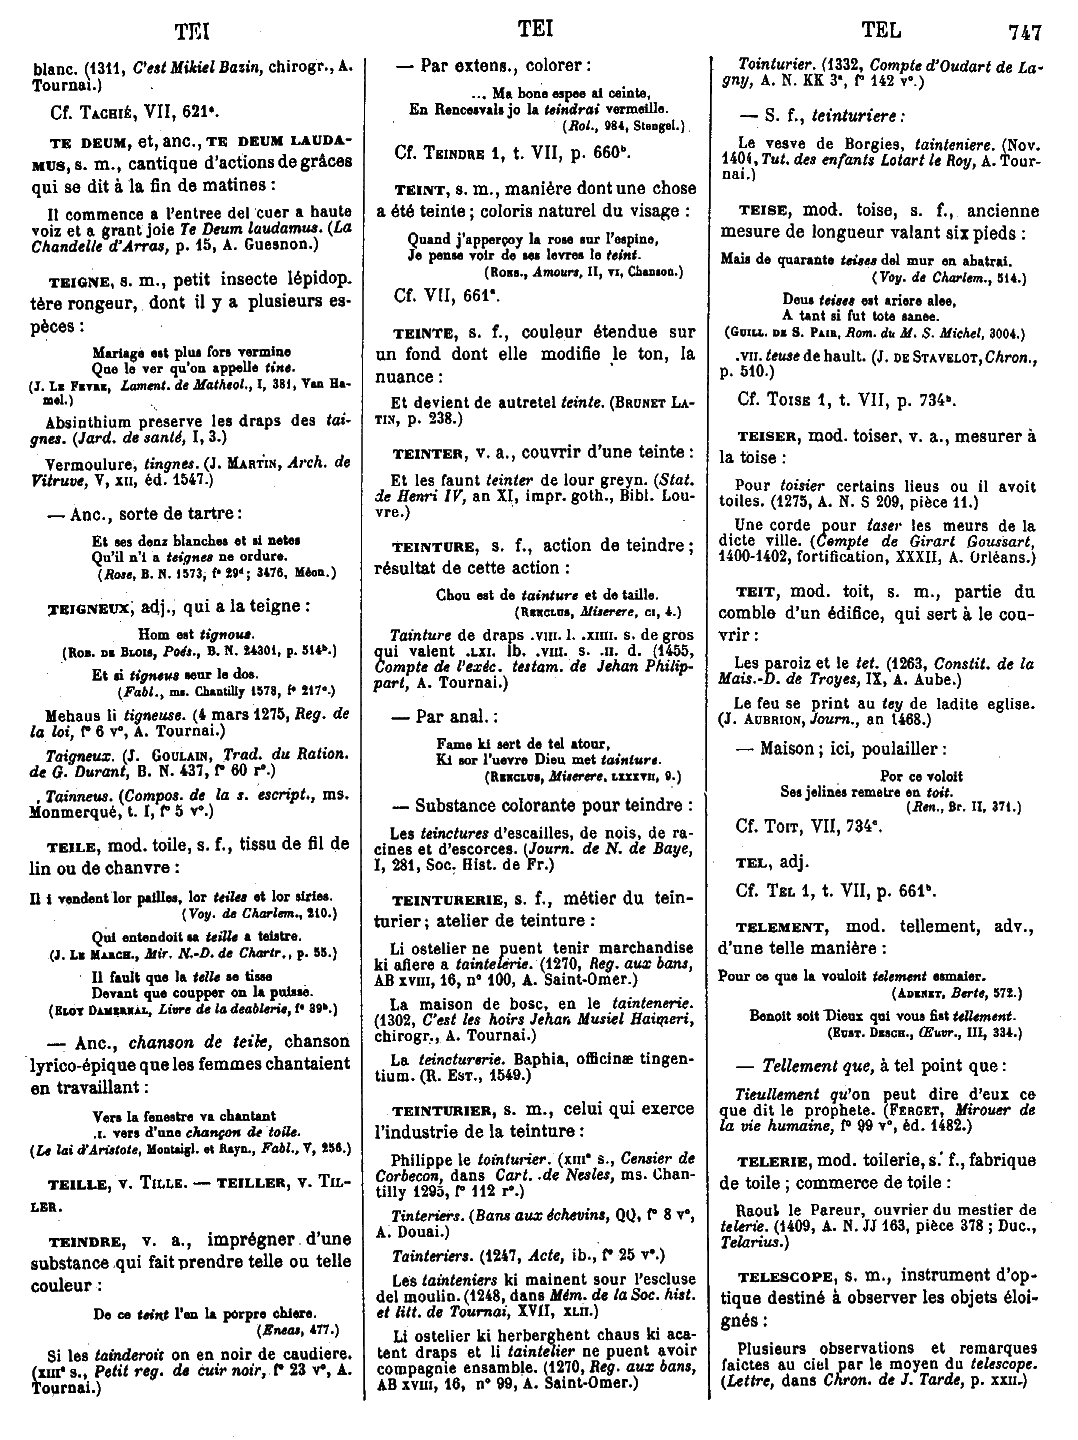 TEI
TEI
TEL
747
blanc. (1311, C'est Mikiel Bazin, chirogr., A.
Tournai.)
Cf. TACHIÉ, VII, 621ª.
TE DEUM, et, anc., TE DEUM LAUDA-
MUS, s. m., cantique d'actions de grâces
qui se dit à la fin de matines :
Il commence a l'entree del cuer a haute
voiz et a grant joie Te Deum laudamus. (La
Chandelle d'Arras, p. 15, A. Guesnon.)
TEIGNE, s. m., petit insecte lépidop-
tère rongeur, dont il y a plusieurs es-
pèces :
Mariage est plus fors vermine
Que le ver qu'on appelle tine.
(J. LE FEVRE, Lament. de Matheol., I, 381, Van Ha-
mel.)
Absinthium preserve les draps des tai-
gnes. (Jard. de santé, I, 3.)
Vermoulure, tingnes. (J. MARTIN, Arch. de
Vitruve, V, XII, éd. 1547.)
— Anc., sorte de tartre :
Et ses denz blanches et si netes
Qu'il n'i a teignes ne ordure.
(Rose, B. N. 1573, fº 29ᵈ ; 3476, Méon.)
TEIGNEUX, adj., qui a la teigne :
Hom est tignous.
(ROB. DE BLOIS, Poés., B. N. 24301, p. 514ᵇ.)
Et si tigneus seur le dos.
(Fabl., ms. Chantilly 1578, fº 217ª.)
Mehaus li tigneuse. (4 mars 1275, Reg. de
la loi, fº 6 vº, A. Tournai.)
Taigneux. (J. GOULAIN, Trad. du Ration.
de G. Durant, B. N. 437, fº 60 rº.)
Tainneus. (Compos. de la s. escript., ms.
Monmerqué, t. I, fº 5 vº.)
TEILE, mod. toile, s. f., tissu de fil de
lin ou de chanvre :
Il i vendent lor pailles, lor teiles et lor siries.
(Voy. de Charlem., 210.)
Qui entendoit sa teille a teistre.
(J. LE MARCH., Mir. N.-D. de Chartr., p. 55.)
Il fault que la telle se tisse
Devant que coupper on la puisse.
(ELOY DAMERNAL, Livre de la deablerie, fº 39ᵇ.)
— Anc., chanson de teile, chanson
lyrico-épique que les femmes chantaient
en travaillant :
Vers la fenestre va chantant
.I. vers d'une chançon de toile.
(Le lai d'Aristote, Montaigl. et Rayn., Fabl., V, 256.)
TEILLE, v. TILLE. — TEILLER, v. TIL-
LER.
TEINDRE, v. a., imprégner d'une
substance qui fait prendre telle ou telle
couleur :
De ce teint l'en la porpre chiere.
(Eneas, 477.)
Si les tainderoit on en noir de caudiere.
(XIIIᵉ s., Petit reg. de cuir noir, fº 23 vº, A.
Tournai.)
— Par extens., colorer :
... Ma bone espee ai ceinte,
En Rencesvals jo la teindrai vermeille.
(Rol., 984, Stengel.)
Cf. TEINDRE 1, t. VII, p. 660ᵇ.
TEINT, s. m., manière dont une chose
a été teinte ; coloris naturel du visage :
Quand j'apperçoy la rose sur l'espine,
Je pense voir de ses levres le teint.
(RONS., Amours, II, VI, Chanson.)
Cf. VII, 661ª.
TEINTE, s. f., couleur étendue sur
un fond dont elle modifie le ton, la
nuance :
Et devient de autretel teinte. (BRUNET LA-
TIN, p. 238.)
TEINTER, v. a., couvrir d'une teinte :
Et les faunt teinter de lour greyn. (Stat.
de Henri IV, an XI, impr. goth., Bibl. Lou-
vre.)
TEINTURE, s. f., action de teindre ;
résultat de cette action :
Chou est de tainture et de taille.
(RENCLUS, Miserere, CI, 4.)
Tainture de draps .VIII. l. .XIIII. s. de gros
qui valent .LXI. lb. .VIII. s. .II. d. (1455,
Compte de l'exéc. testam. de Jehan Philip-
part, A. Tournai.)
— Par anal. :
Fame ki sert de tel atour,
Ki sor l'uevre Dieu met tainture.
(RENCLUS, Miserere, LXXXVII, 9.)
— Substance colorante pour teindre :
Les teinctures d'escailles, de nois, de ra-
cines et d'escorces. (Journ. de N. de Baye,
I, 281, Soc. Hist. de Fr.)
TEINTURERIE, s. f., métier du tein-
turier ; atelier de teinture :
Li ostelier ne puent tenir marchandise
ki afiere a taintelerie. (1270, Reg. aux bans,
AB XVIII, 16, nº 100, A. Saint-Omer.)
La maison de bosc, en le taintenerie.
(1302, C'est les hoirs Jehan Musiel Haimeri,
chirogr., A. Tournai.)
La teincturerie. Baphia, officinæ tingen-
tium. (R. EST., 1549.)
TEINTURIER, s. m., celui qui exerce
l'industrie de la teinture :
Philippe le tointurier. (XIIIᵉ s., Censier de
Corbecon, dans Cart. de Nesles, ms. Chan-
tilly 1295, fº 112 rº.)
Tinteriers. (Bans aux échevins, QQ, fº 8 vº,
A. Douai.)
Tainteriers. (1247, Acte, ib., fº 25 vº.)
Les tainteniers ki mainent sour l'escluse
del moulin. (1248, dans Mém. de la Soc. hist.
et litt. de Tournai, XVII, XLII.)
Li ostelier ki herberghent chaus ki aca-
tent draps et li taintelier ne puent avoir
compagnie ensamble. (1270, Reg. aux bans,
AB XVIII, 16, nº 99, A. Saint-Omer.)
Tointurier. (1332, Compte d'Oudart de La-
gny, A. N. KK 3ª, fº 142 vº.)
— S. f., teinturiere :
Le vesve de Borgies, tainteniere. (Nov.
1404, Tut. des enfants Lotart le Roy, A. Tour-
nai.)
TEISE, mod. toise, s. f., ancienne
mesure de longueur valant six pieds :
Mais de quarante teises del mur en abatrai.
(Voy. de Charlem., 514.)
Deus teises est ariere alee,
A tant si fut tote sanee.
(GUILL. DE S. PAIR, Rom. du M. S. Michel, 3004.)
.VII. teuse de hault. (J. DE STAVELOT, Chron.,
p. 510.)
Cf. TOISE 1, t. VII, p. 734ᵇ.
TEISER, mod. toiser, v. a., mesurer à
la toise :
Pour toisier certains lieus ou il avoit
toiles. (1275, A. N. S 209, pièce 11.)
Une corde pour taser les meurs de la
dicte ville. (Compte de Girart Goussart,
1400-1402, fortification, XXXII, A. Orléans.)
TEIT, mod. toit, s. m., partie du
comble d'un édifice, qui sert à le cou-
vrir :
Les paroiz et le tet. (1263, Constit. de la
Mais.-D. de Troyes, IX, A. Aube.)
Le feu se print au tey de ladite eglise.
(J. AUBRION, Journ., an 1468.)
— Maison ; ici, poulailler :
Por ce voloit
Ses jelines remetre en toit.
(Ren., Br. II, 371.)
Cf. TOIT, VII, 734ᶜ.
TEL, adj.
Cf. TEL 1, t. VII, p. 661ᵇ.
TELEMENT, mod. tellement, adv.,
d'une telle manière :
Pour ce que la vouloit telement esmaier.
(ADENET, Berte, 572.)
Benoit soit Dieux qui vous fist tellement.
(EUST. DESCH., Œuvr., III, 334.)
— Tellement que, à tel point que :
Tieullement qu'on peut dire d'eux ce
que dit le prophete. (FERGET, Mirouer de
la vie humaine, fº 99 vº, éd. 1482.)
TELERIE, mod. toilerie, s. f., fabrique
de toile ; commerce de toile :
Raoul le Pareur, ouvrier du mestier de
telerie. (1409, A. N. JJ 163, pièce 378 ; Duc.,
Telarius.)
TELESCOPE, s. m., instrument d'op-
tique destiné à observer les objets éloi-
gnés :
Plusieurs observations et remarques
faictes au ciel par le moyen du telescope.
(Lettre, dans Chron. de J. Tarde, p. XXII.)